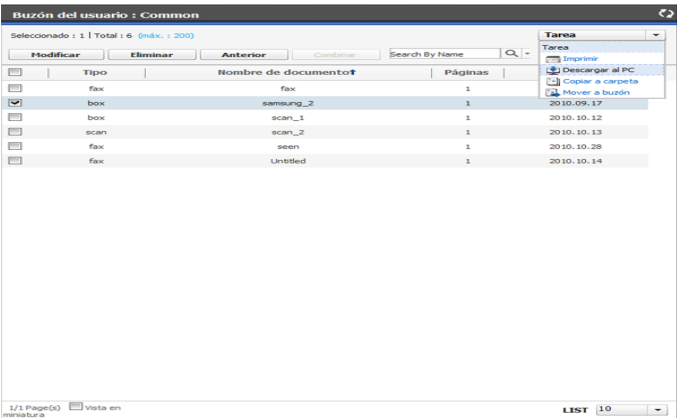 Buzón del usuario : Common
Seleccionado : 1 | Total : 6 (máx. : 200)
Tarea
Modificar Eliminar Anterior Combinar Search By Name
Tarea
Imprimir
Descargar al PC
Copiar a carpeta
Mover a buzón
Tipo Nombre de documento↑ Páginas
fax fax 1
box samsung_2 1 2010.09.17
box scan_1 1 2010.10.12
scan scan_2 1 2010.10.13
fax seen 1 2010.10.28
fax Untitled 1 2010.10.14
1/1 Page(s) Vista en
miniatura
LIST 10